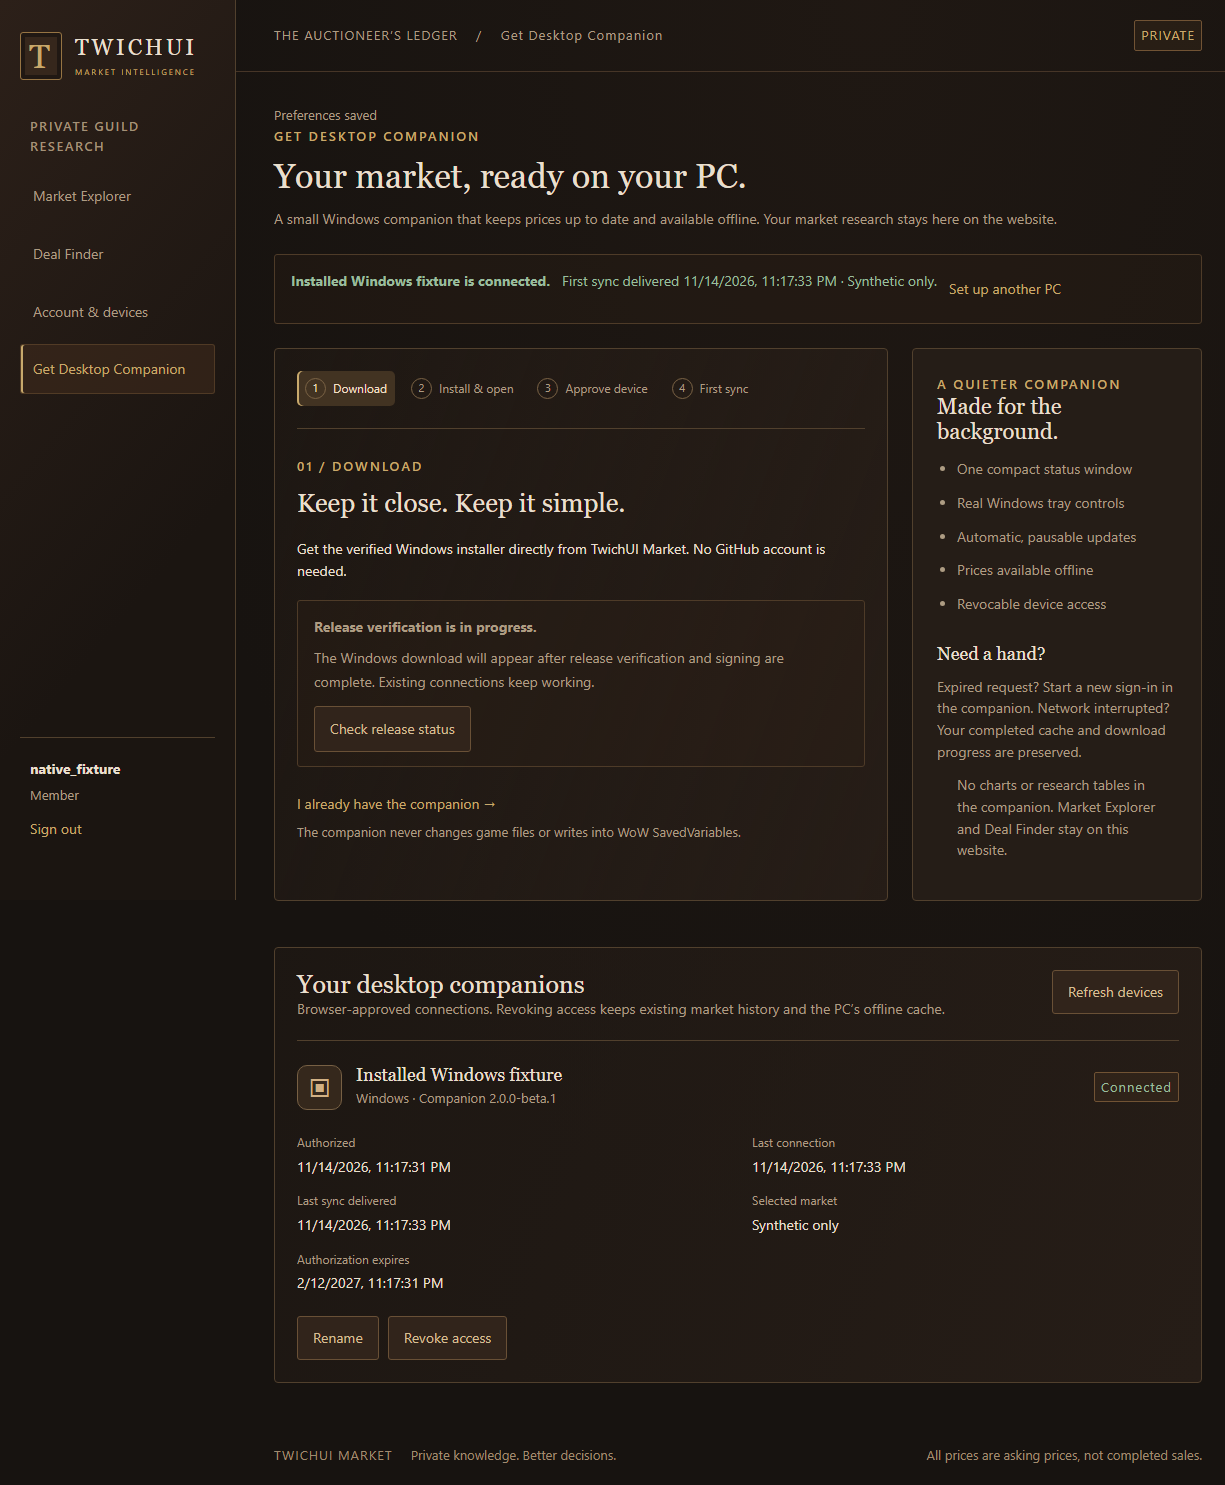 T
TWICHUI
MARKET INTELLIGENCE
PRIVATE GUILD
RESEARCH
Market Explorer
Deal Finder
Account & devices
Get Desktop Companion
native_fixture
Member
Sign out
THE AUCTIONEER'S LEDGER / Get Desktop Companion
PRIVATE
Preferences saved
GET DESKTOP COMPANION
Your market, ready on your PC.
A small Windows companion that keeps prices up to date and available offline. Your market research stays here on the website.
Installed Windows fixture is connected. First sync delivered 11/14/2026, 11:17:33 PM · Synthetic only. Set up another PC
1 Download 2 Install & open 3 Approve device 4 First sync
01 / DOWNLOAD
Keep it close. Keep it simple.
Get the verified Windows installer directly from TwichUI Market. No GitHub account is
needed.
Release verification is in progress.
The Windows download will appear after release verification and signing are
complete. Existing connections keep working.
Check release status
I already have the companion →
The companion never changes game files or writes into WoW SavedVariables.
A QUIETER COMPANION
Made for the
background.
• One compact status window
• Real Windows tray controls
• Automatic, pausable updates
• Prices available offline
• Revocable device access
Need a hand?
Expired request? Start a new sign-in in
the companion. Network interrupted?
Your completed cache and download
progress are preserved.
No charts or research tables in
the companion. Market Explorer
and Deal Finder stay on this
website.
Your desktop companions
Browser-approved connections. Revoking access keeps existing market history and the PC's offline cache.
Refresh devices
Installed Windows fixture
Windows · Companion 2.0.0-beta.1
Connected
Authorized
11/14/2026, 11:17:31 PM
Last connection
11/14/2026, 11:17:33 PM
Last sync delivered
11/14/2026, 11:17:33 PM
Selected market
Synthetic only
Authorization expires
2/12/2027, 11:17:31 PM
Rename
Revoke access
TWICHUI MARKET Private knowledge. Better decisions.
All prices are asking prices, not completed sales.